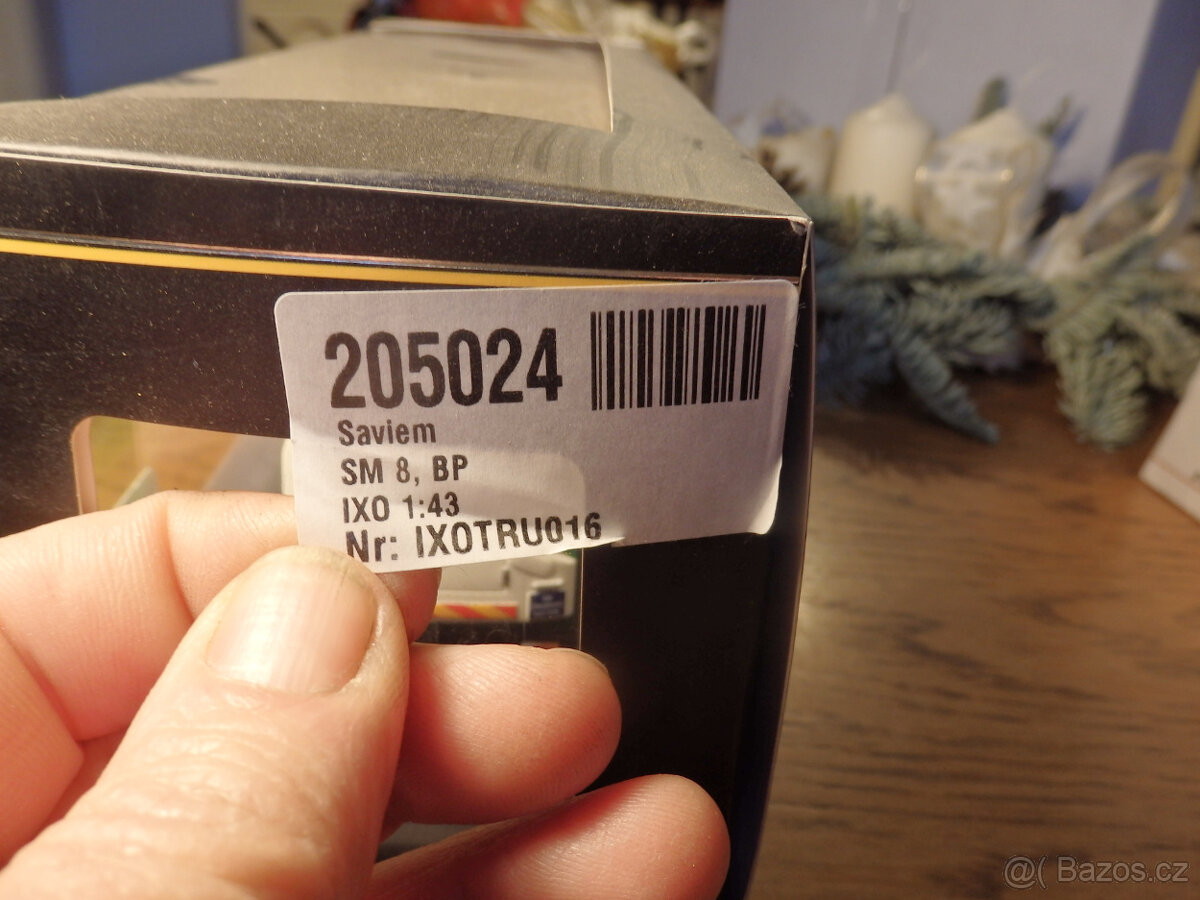 205024
Saviem
SM 8, BP
IXO 1:43
Nr: IXOTRU016
@( Bazos.cz